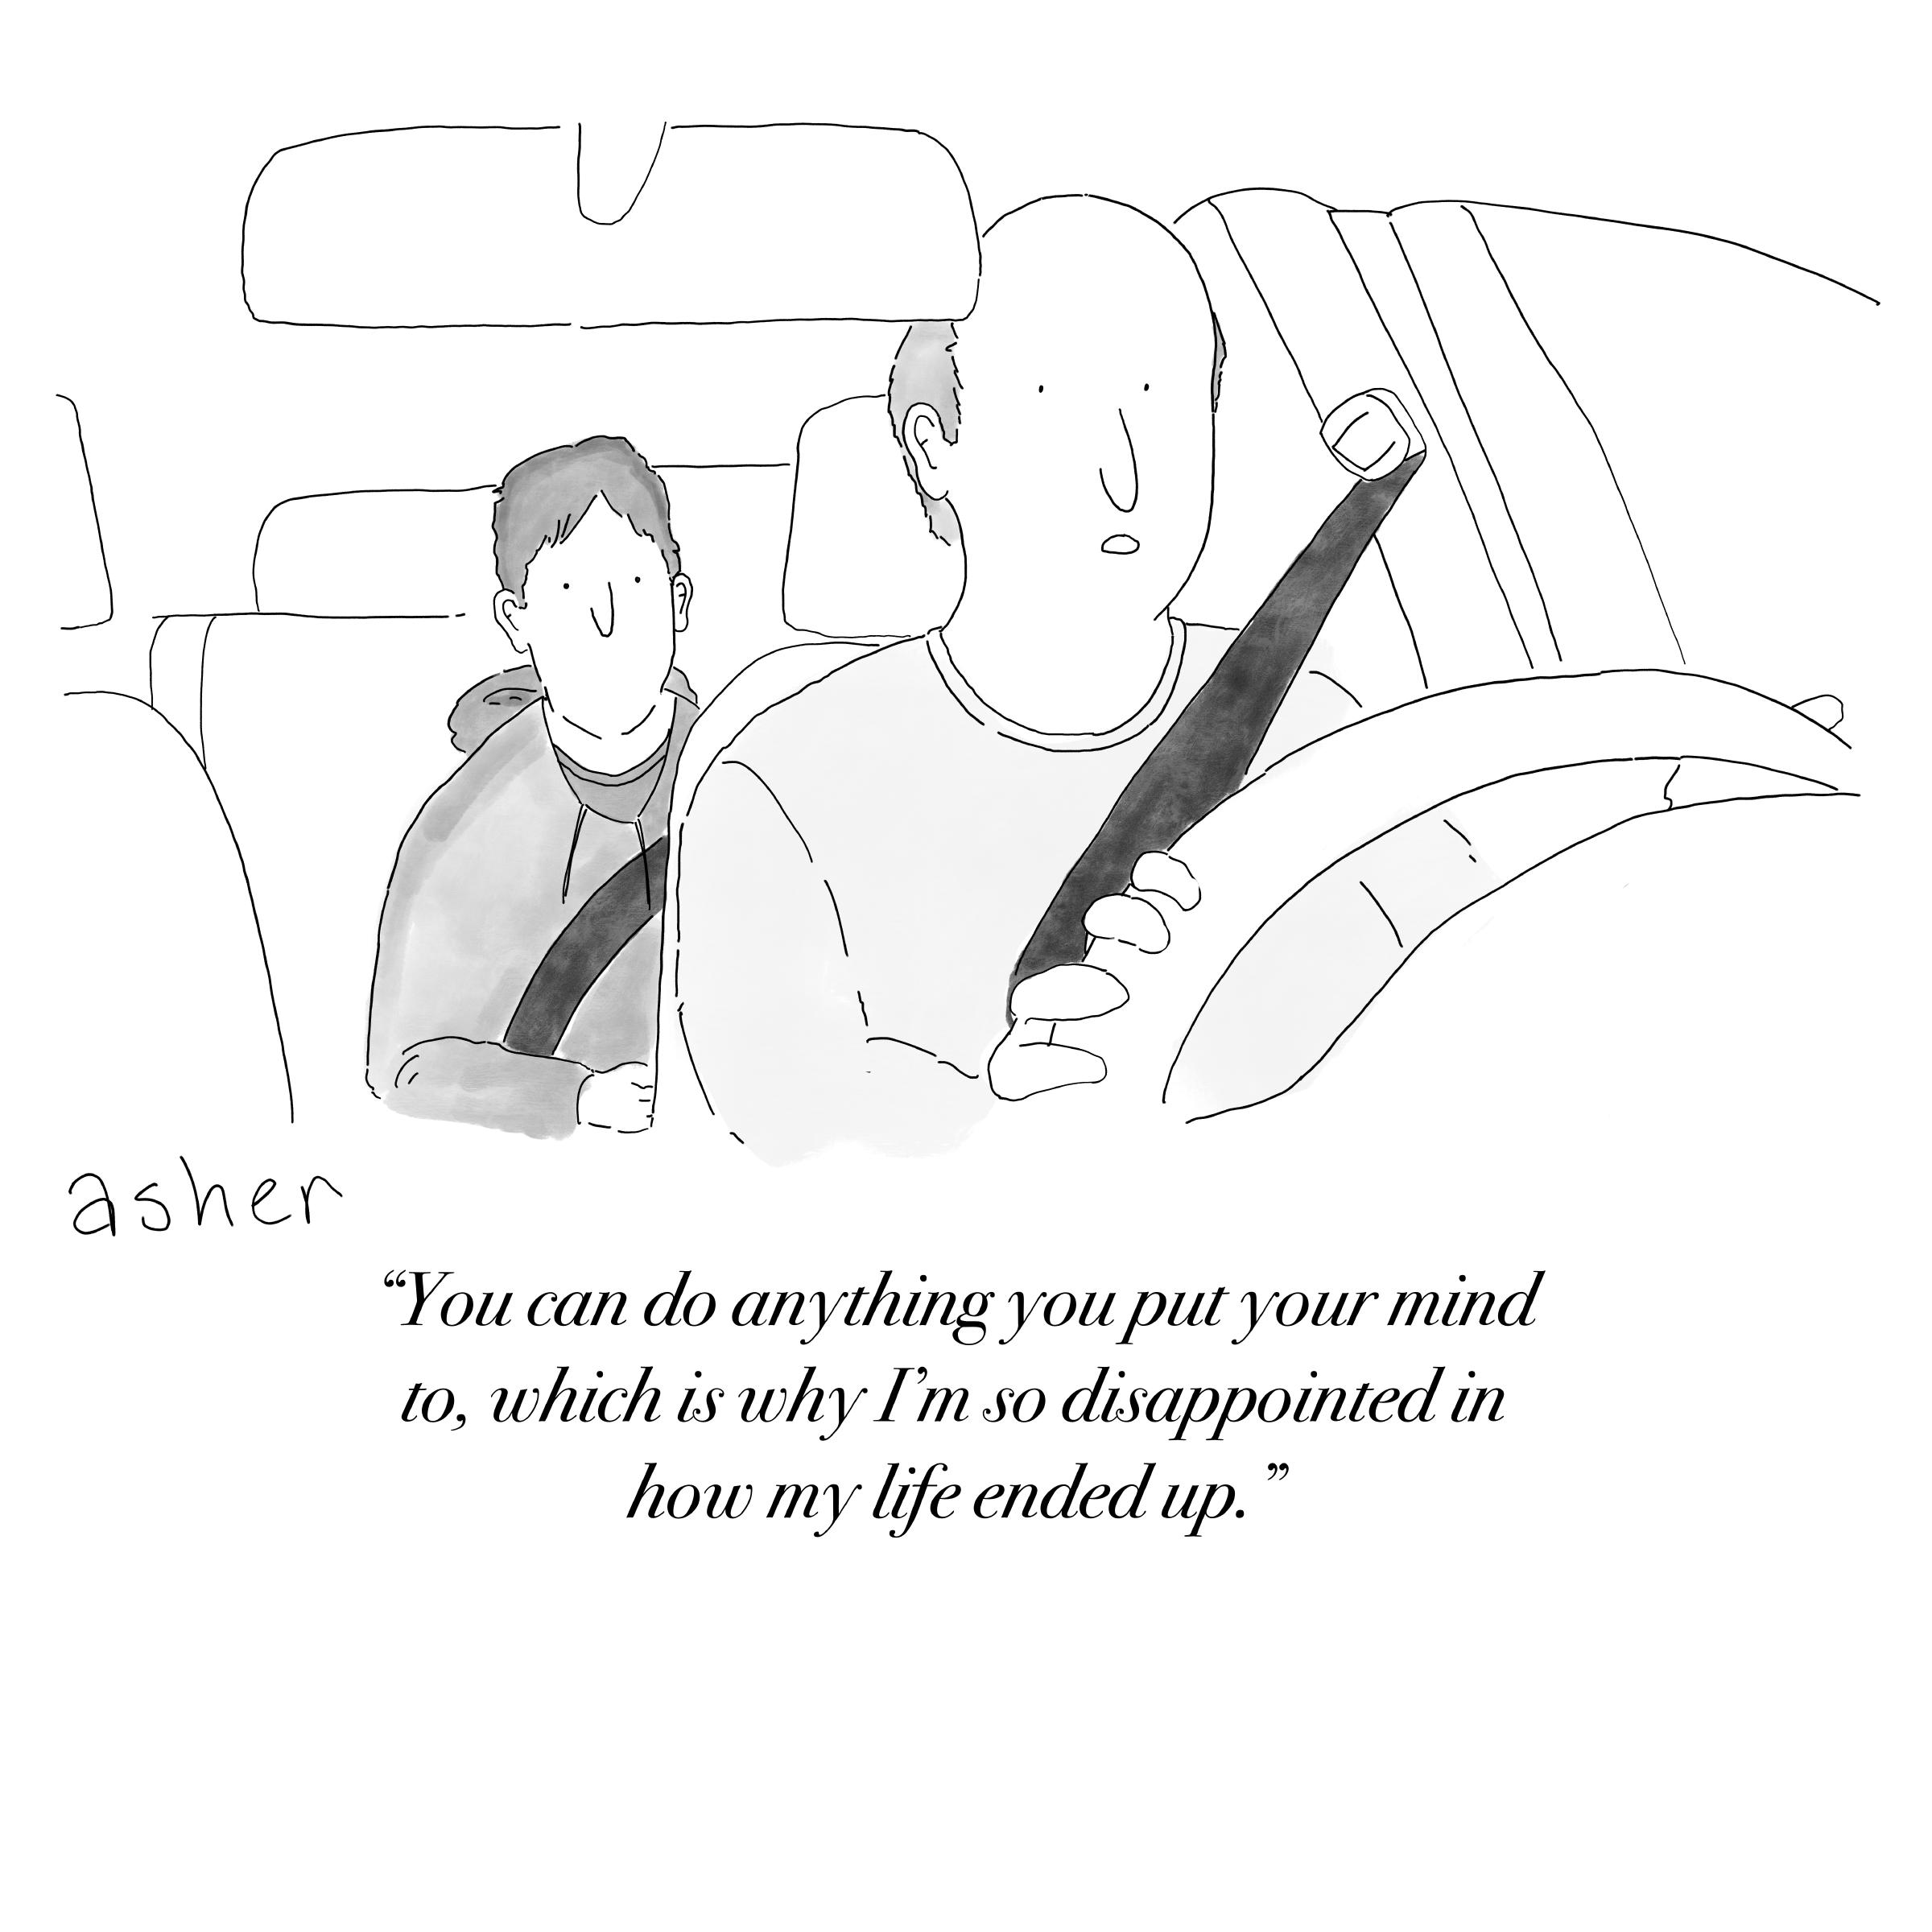 asher
“You can do anything you put your mind
to, which is why I’m so disappointed in
how my life ended up.”